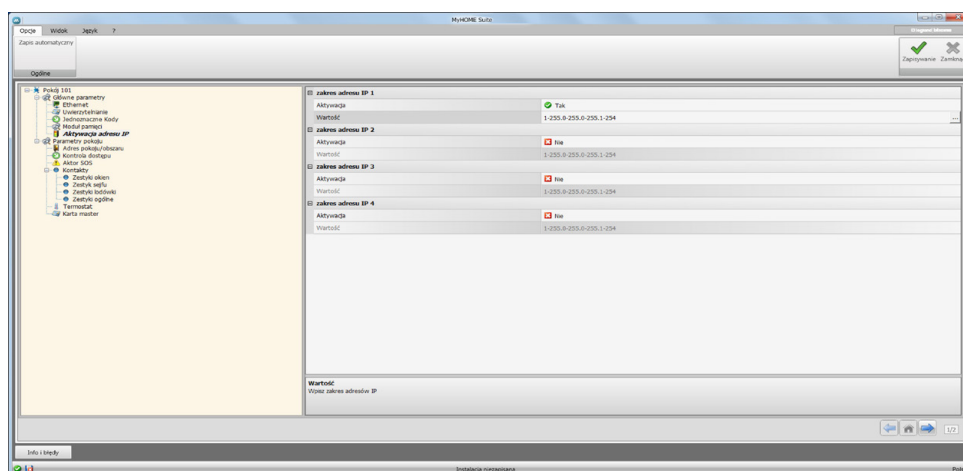 MyHOME Suite
Opcje Widok Język ?
Zapis automatyczny
Ogólne
Zapisywanie
Pokój 101
Główne parametry
Ethernet
Uwierzytelnianie
Jednoznaczne Kody
Moduł pamięci
Aktywacja adresu IP
Parametry pokoju
Adres pokoju/obszaru
Kontrola dostępu
Aktor SOS
Kontakty
Zestyki okien
Zestyk sejfu
Zestyki lodówki
Zestyki ogólne
Termostat
Karta master
zakres adresu IP 1
Aktywacja Tak
Wartość 1-255.0-255.0-255.1-254 ...
zakres adresu IP 2
Aktywacja Nie
Wartość 1-255.0-255.0-255.1-254
zakres adresu IP 3
Aktywacja Nie
Wartość 1-255.0-255.0-255.1-254
zakres adresu IP 4
Aktywacja Nie
Wartość 1-255.0-255.0-255.1-254
Wartość
Wpisz zakres adresów IP
1/2
Info i błędy
Instalacja niezapisana